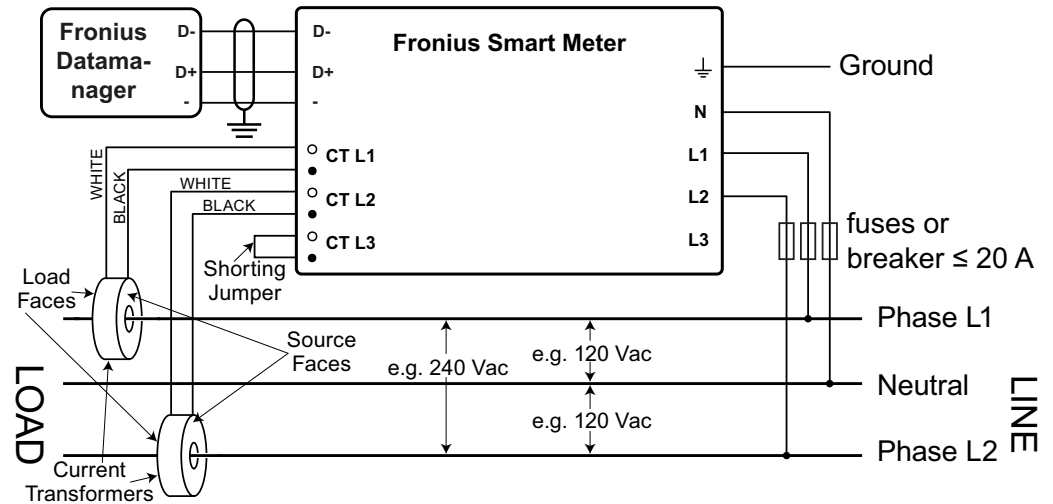 Fronius
Datama-
nager
D-
D+
-
D-
D+
-
Fronius Smart Meter
Ground
N
L1
L2
L3
CT L1
CT L2
CT L3
WHITE
BLACK
WHITE
BLACK
Shorting
Jumper
fuses or
breaker ≤ 20 A
Load
Faces
Source
Faces
Phase L1
e.g. 240 Vac
e.g. 120 Vac
Neutral
e.g. 120 Vac
Phase L2
LOAD
LINE
Current
Transformers